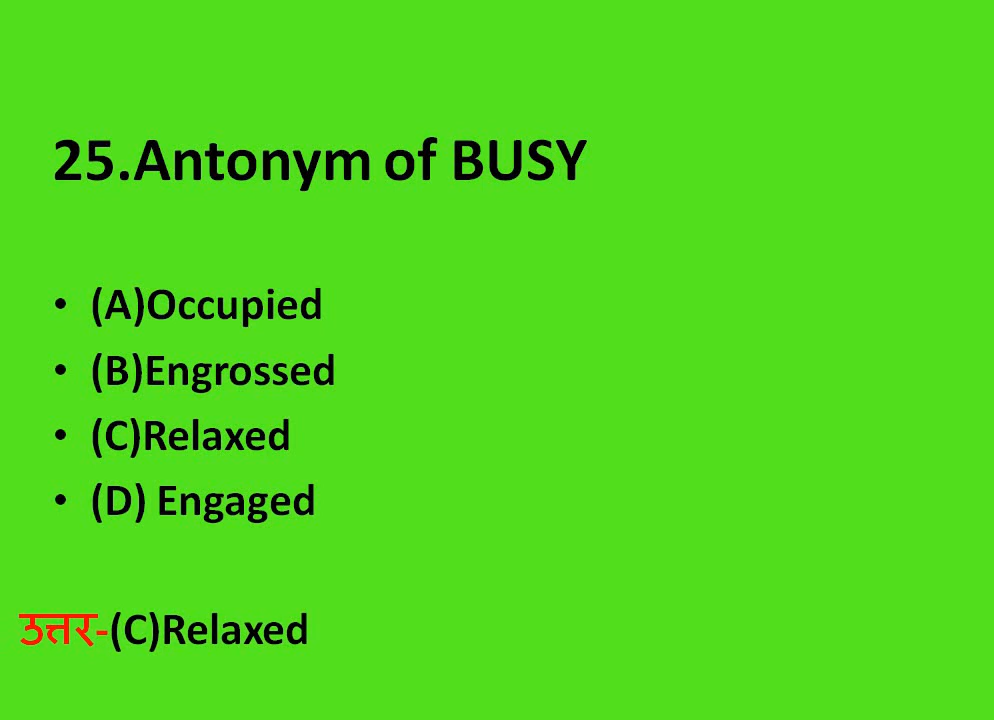 25.Antonym of BUSY
• (A)Occupied
• (B)Engrossed
• (C)Relaxed
• (D) Engaged
उत्तर-(C)Relaxed